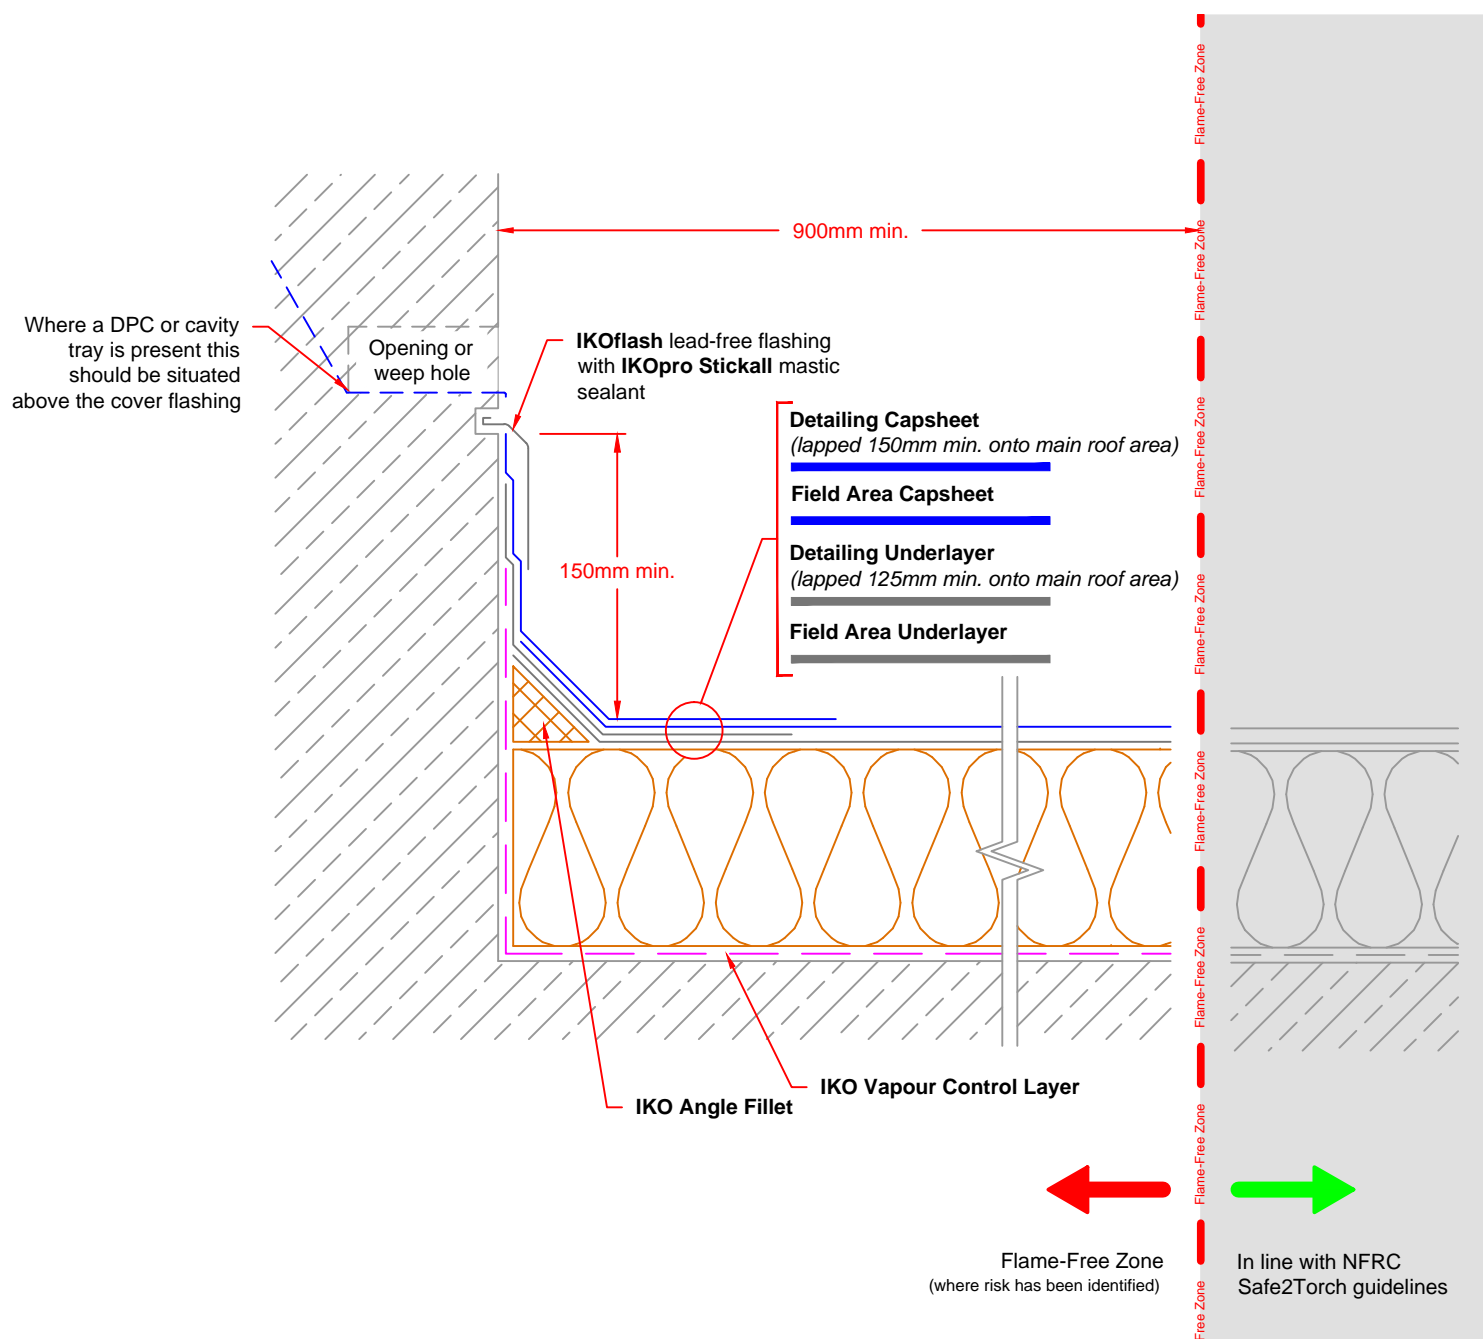 900mm min.
Where a DPC or cavity
tray is present this
should be situated
above the cover flashing
Opening or
weep hole
IKOflash lead-free flashing
with IKOpro Stickall mastic
sealant
Detailing Capsheet
(lapped 150mm min. onto main roof area)
Field Area Capsheet
Detailing Underlayer
(lapped 125mm min. onto main roof area)
Field Area Underlayer
150mm min.
IKO Vapour Control Layer
IKO Angle Fillet
Flame-Free Zone
(where risk has been identified)
In line with NFRC
Safe2Torch guidelines
Flame-Free Zone
Flame-Free Zone
Flame-Free Zone
Flame-Free Zone
Flame-Free Zone
Flame-Free Zone
Flame-Free Zone
Free Zone